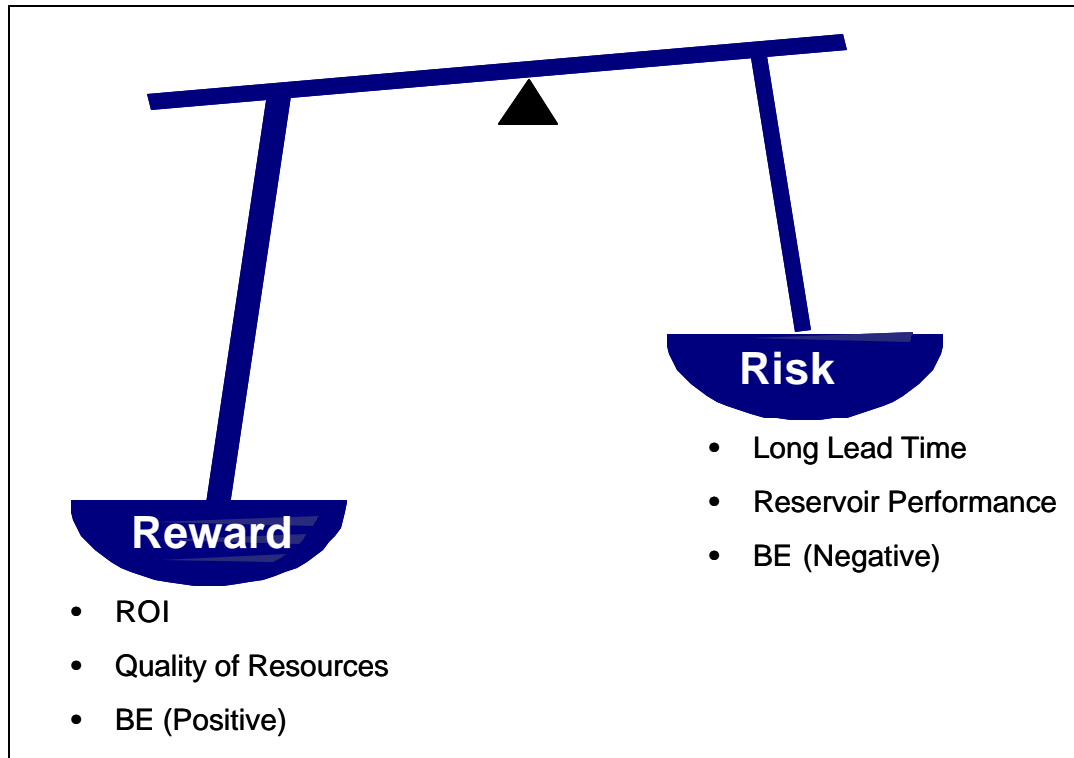 Risk
• Long Lead Time
• Reservoir Performance
• BE (Negative)
Reward
• ROI
• Quality of Resources
• BE (Positive)